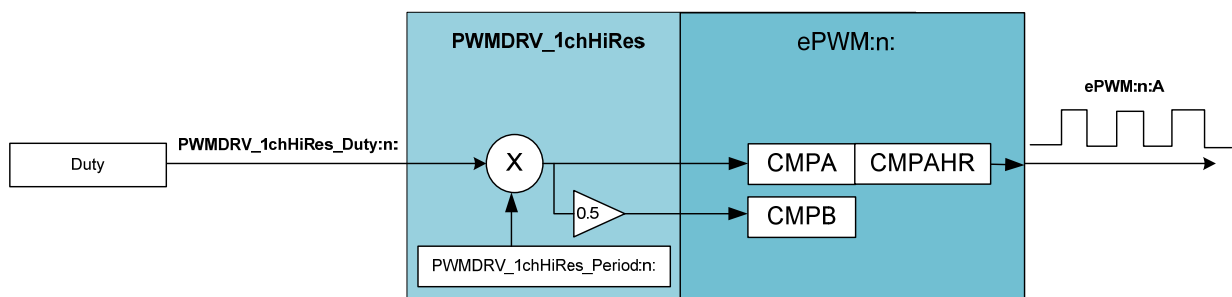 PWMDRV_1chHiRes
ePWM:n:
ePWM:n:A
PWMDRV_1chHiRes_Duty:n:
Duty
X
CMPA
CMPAHR
0.5
CMPB
PWMDRV_1chHiRes_Period:n: